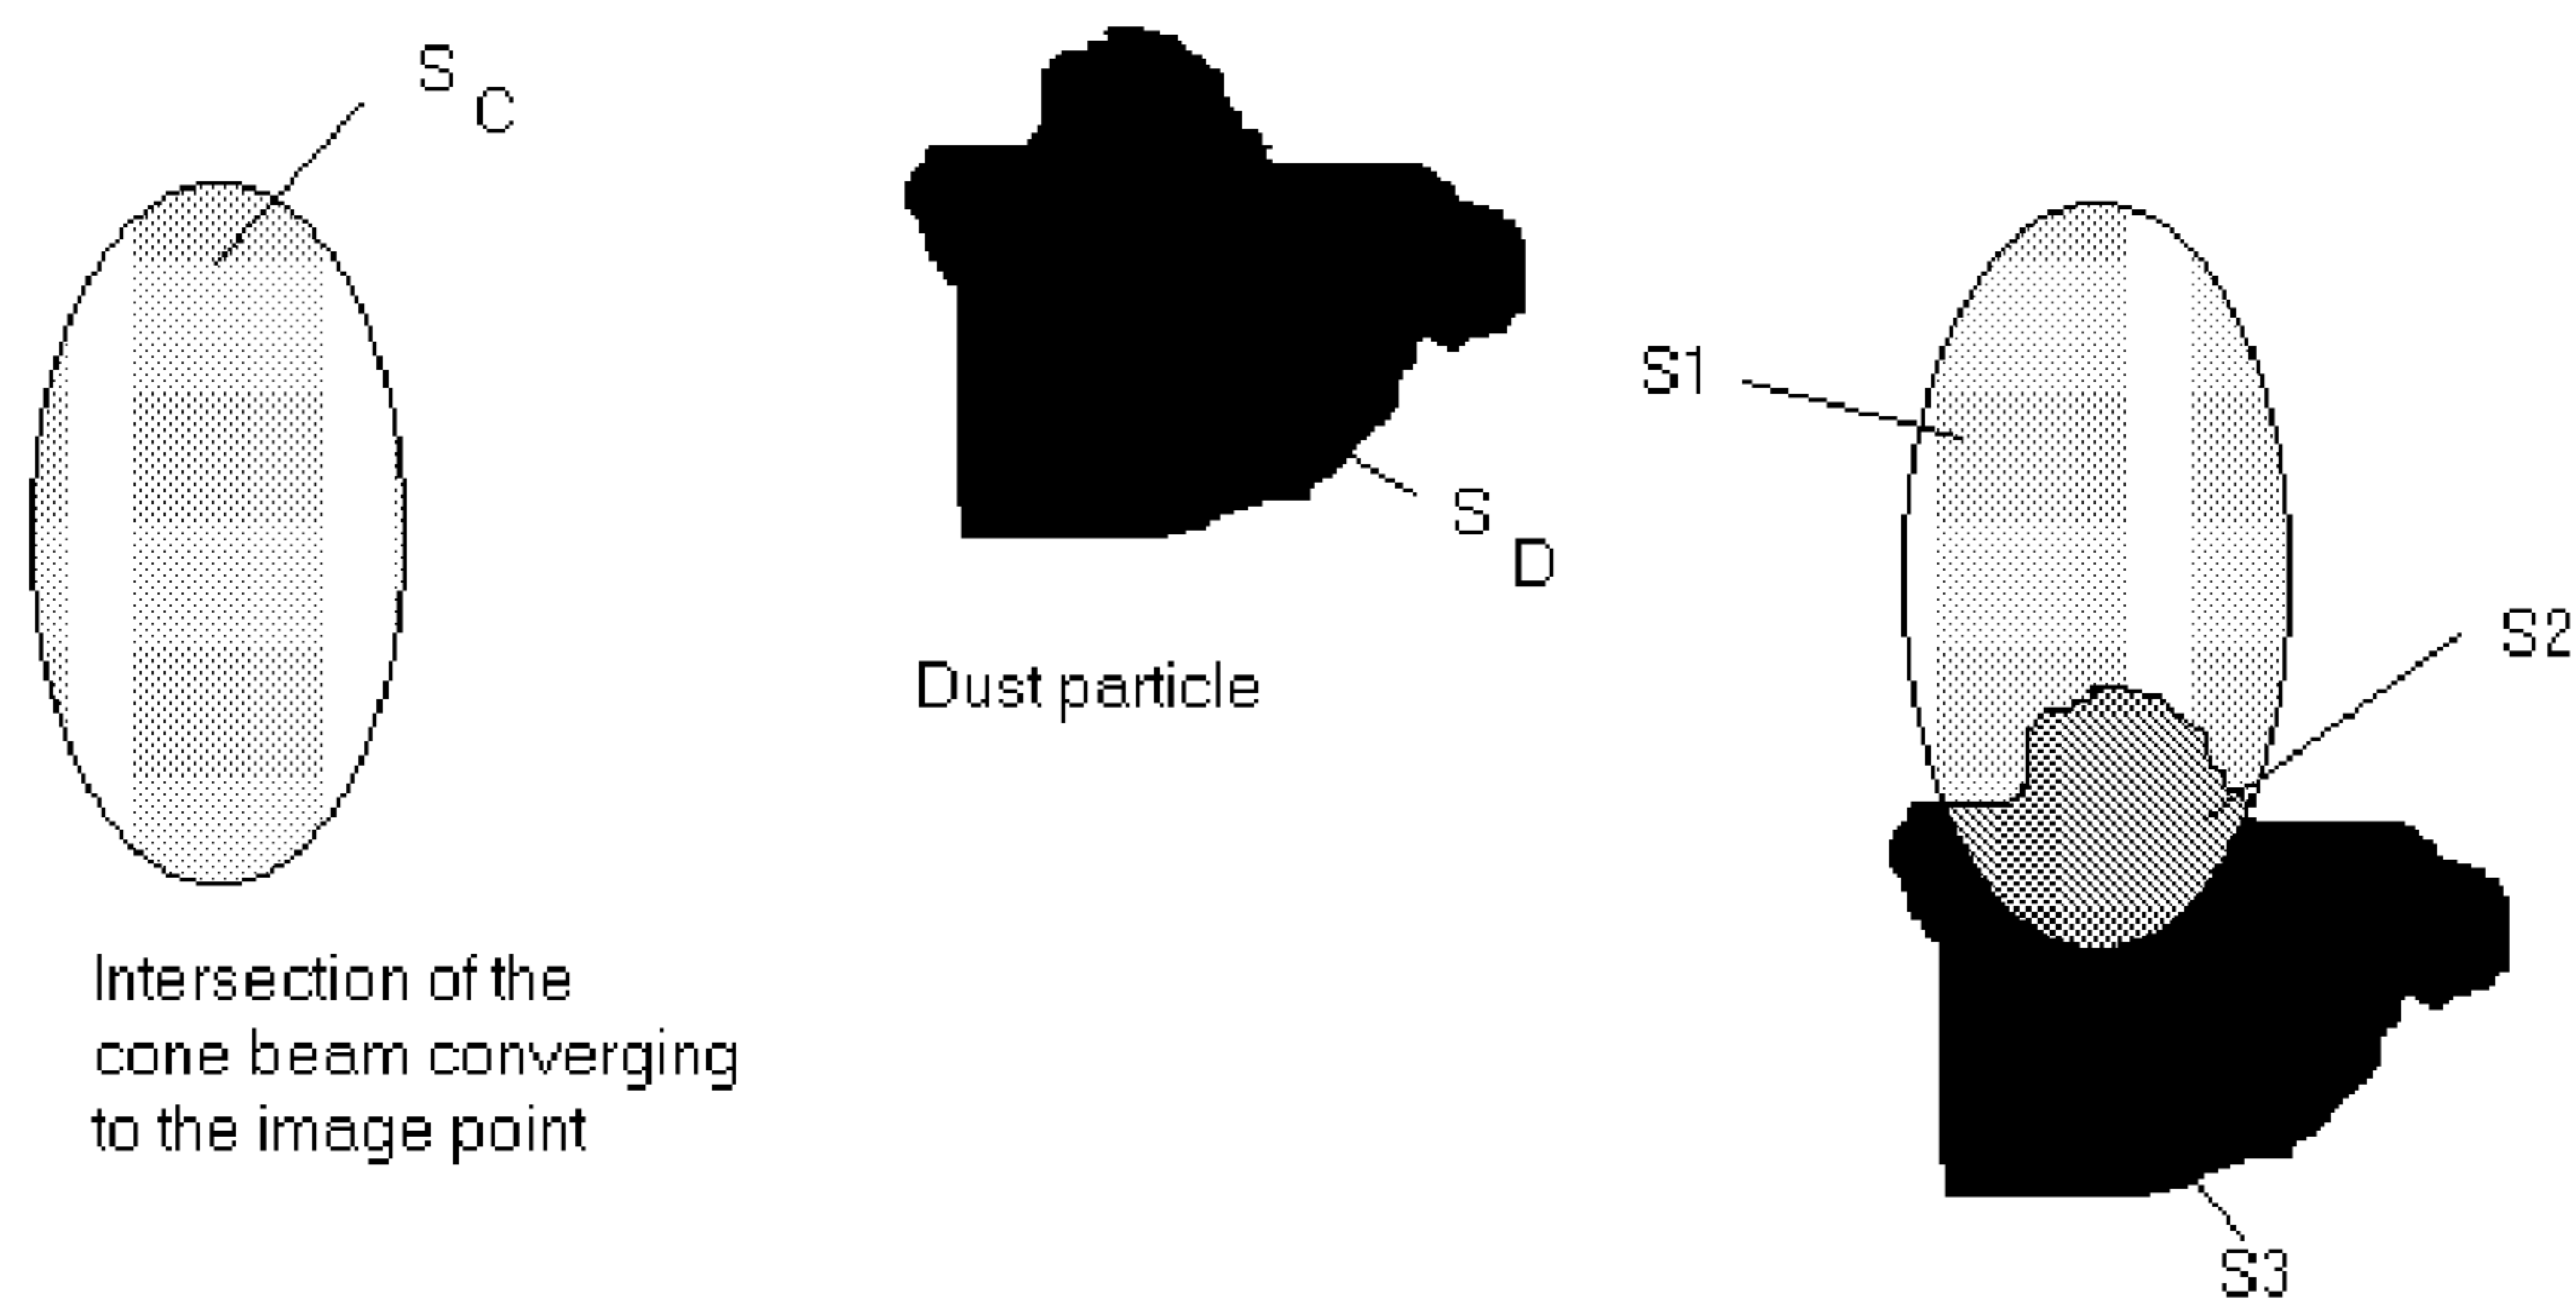 S C
Intersection of the
cone beam converging
to the image point
S D
Dust particle
S1
S2
S3